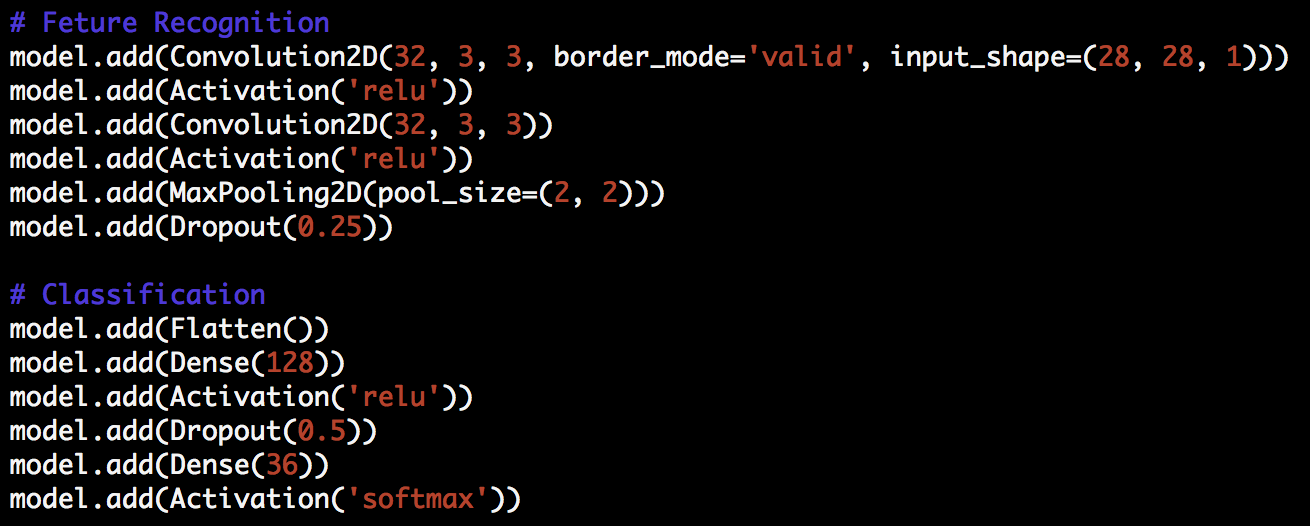 # Feture Recognition
model.add(Convolution2D(32, 3, 3, border_mode='valid', input_shape=(28, 28, 1)))
model.add(Activation('relu'))
model.add(Convolution2D(32, 3, 3))
model.add(Activation('relu'))
model.add(MaxPooling2D(pool_size=(2, 2)))
model.add(Dropout(0.25))

# Classification
model.add(Flatten())
model.add(Dense(128))
model.add(Activation('relu'))
model.add(Dropout(0.5))
model.add(Dense(36))
model.add(Activation('softmax'))